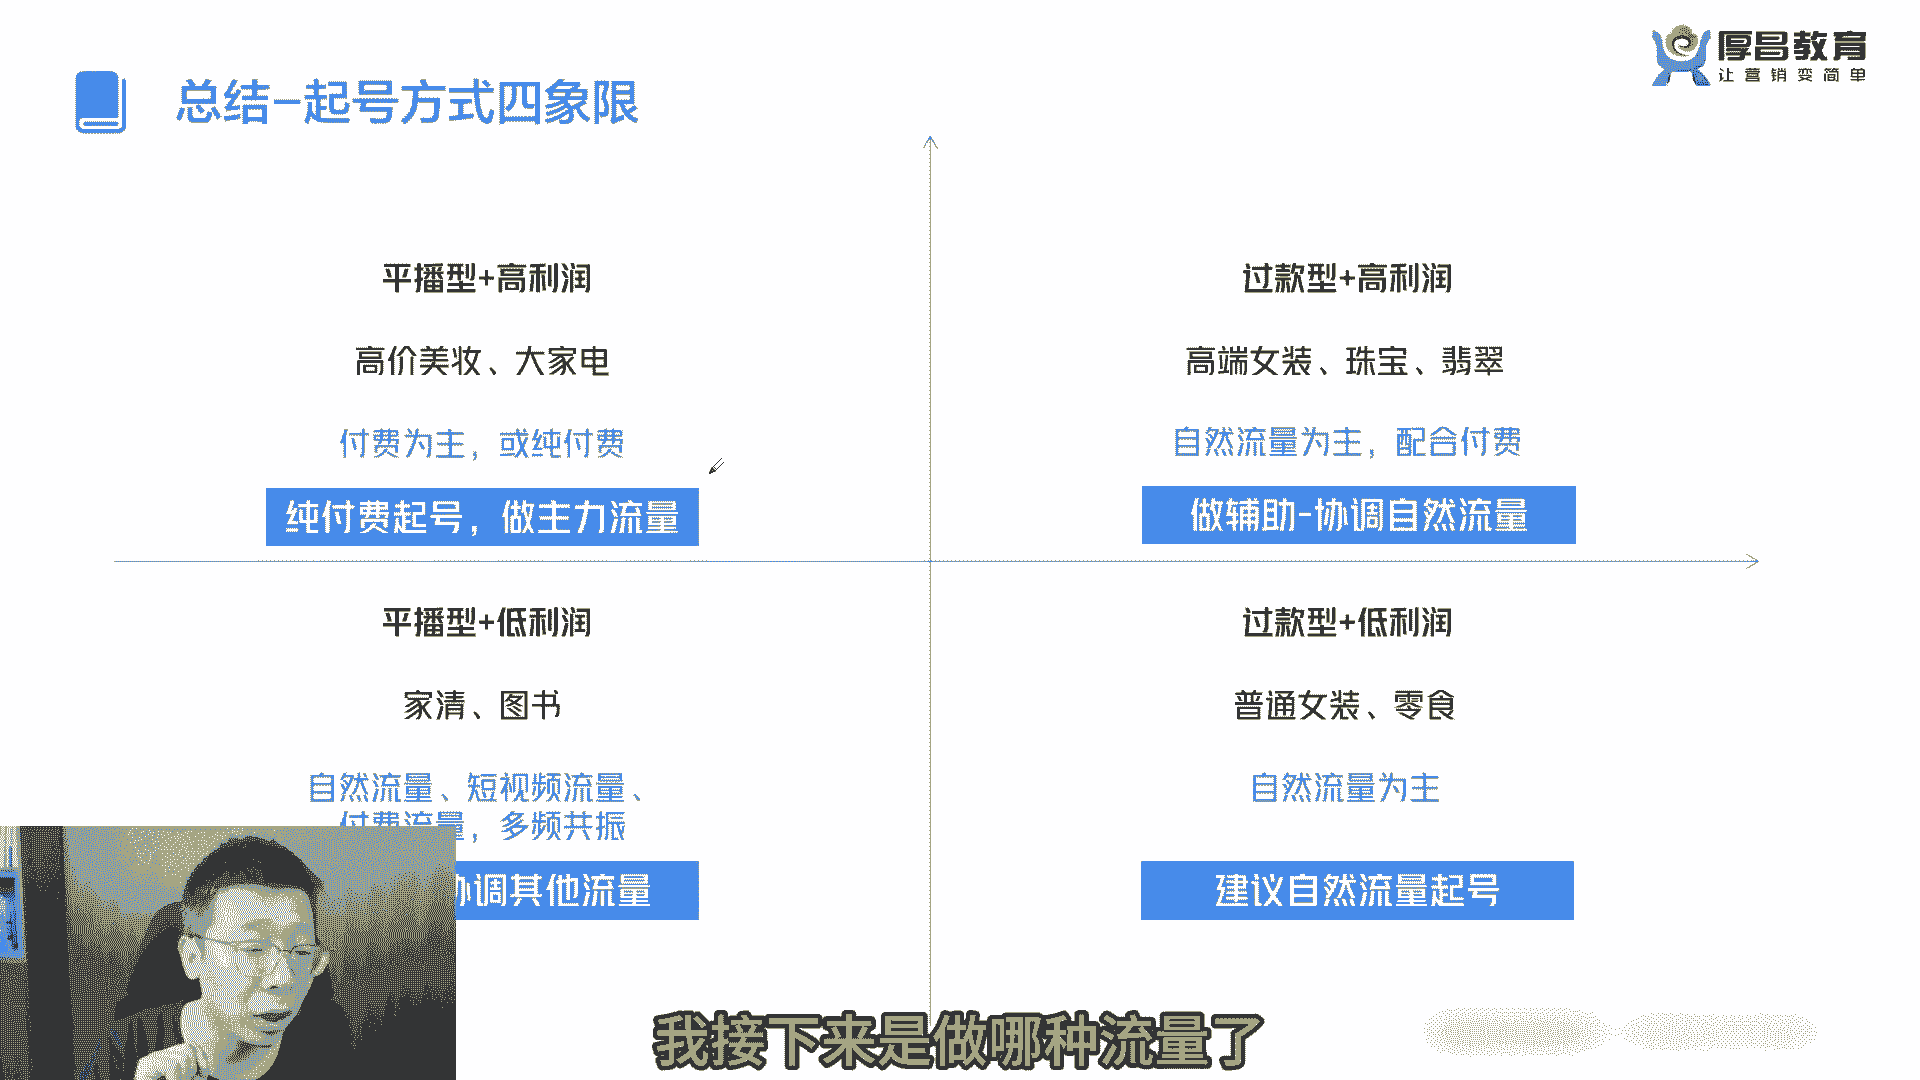 厚昌教育
让营销变简单
总结-起号方式四象限
平播型+高利润
高价美妆、大家电
付费为主，或纯付费
纯付费起号，做主力流量
过款型+高利润
高端女装、珠宝、翡翠
自然流量为主，配合付费
做辅助-协调自然流量
平播型+低利润
家清、图书
自然流量、短视频流量、
付费流量，多频共振
协调其他流量
过款型+低利润
普通女装、零食
自然流量为主
建议自然流量起号
我接下来是做哪种流量了